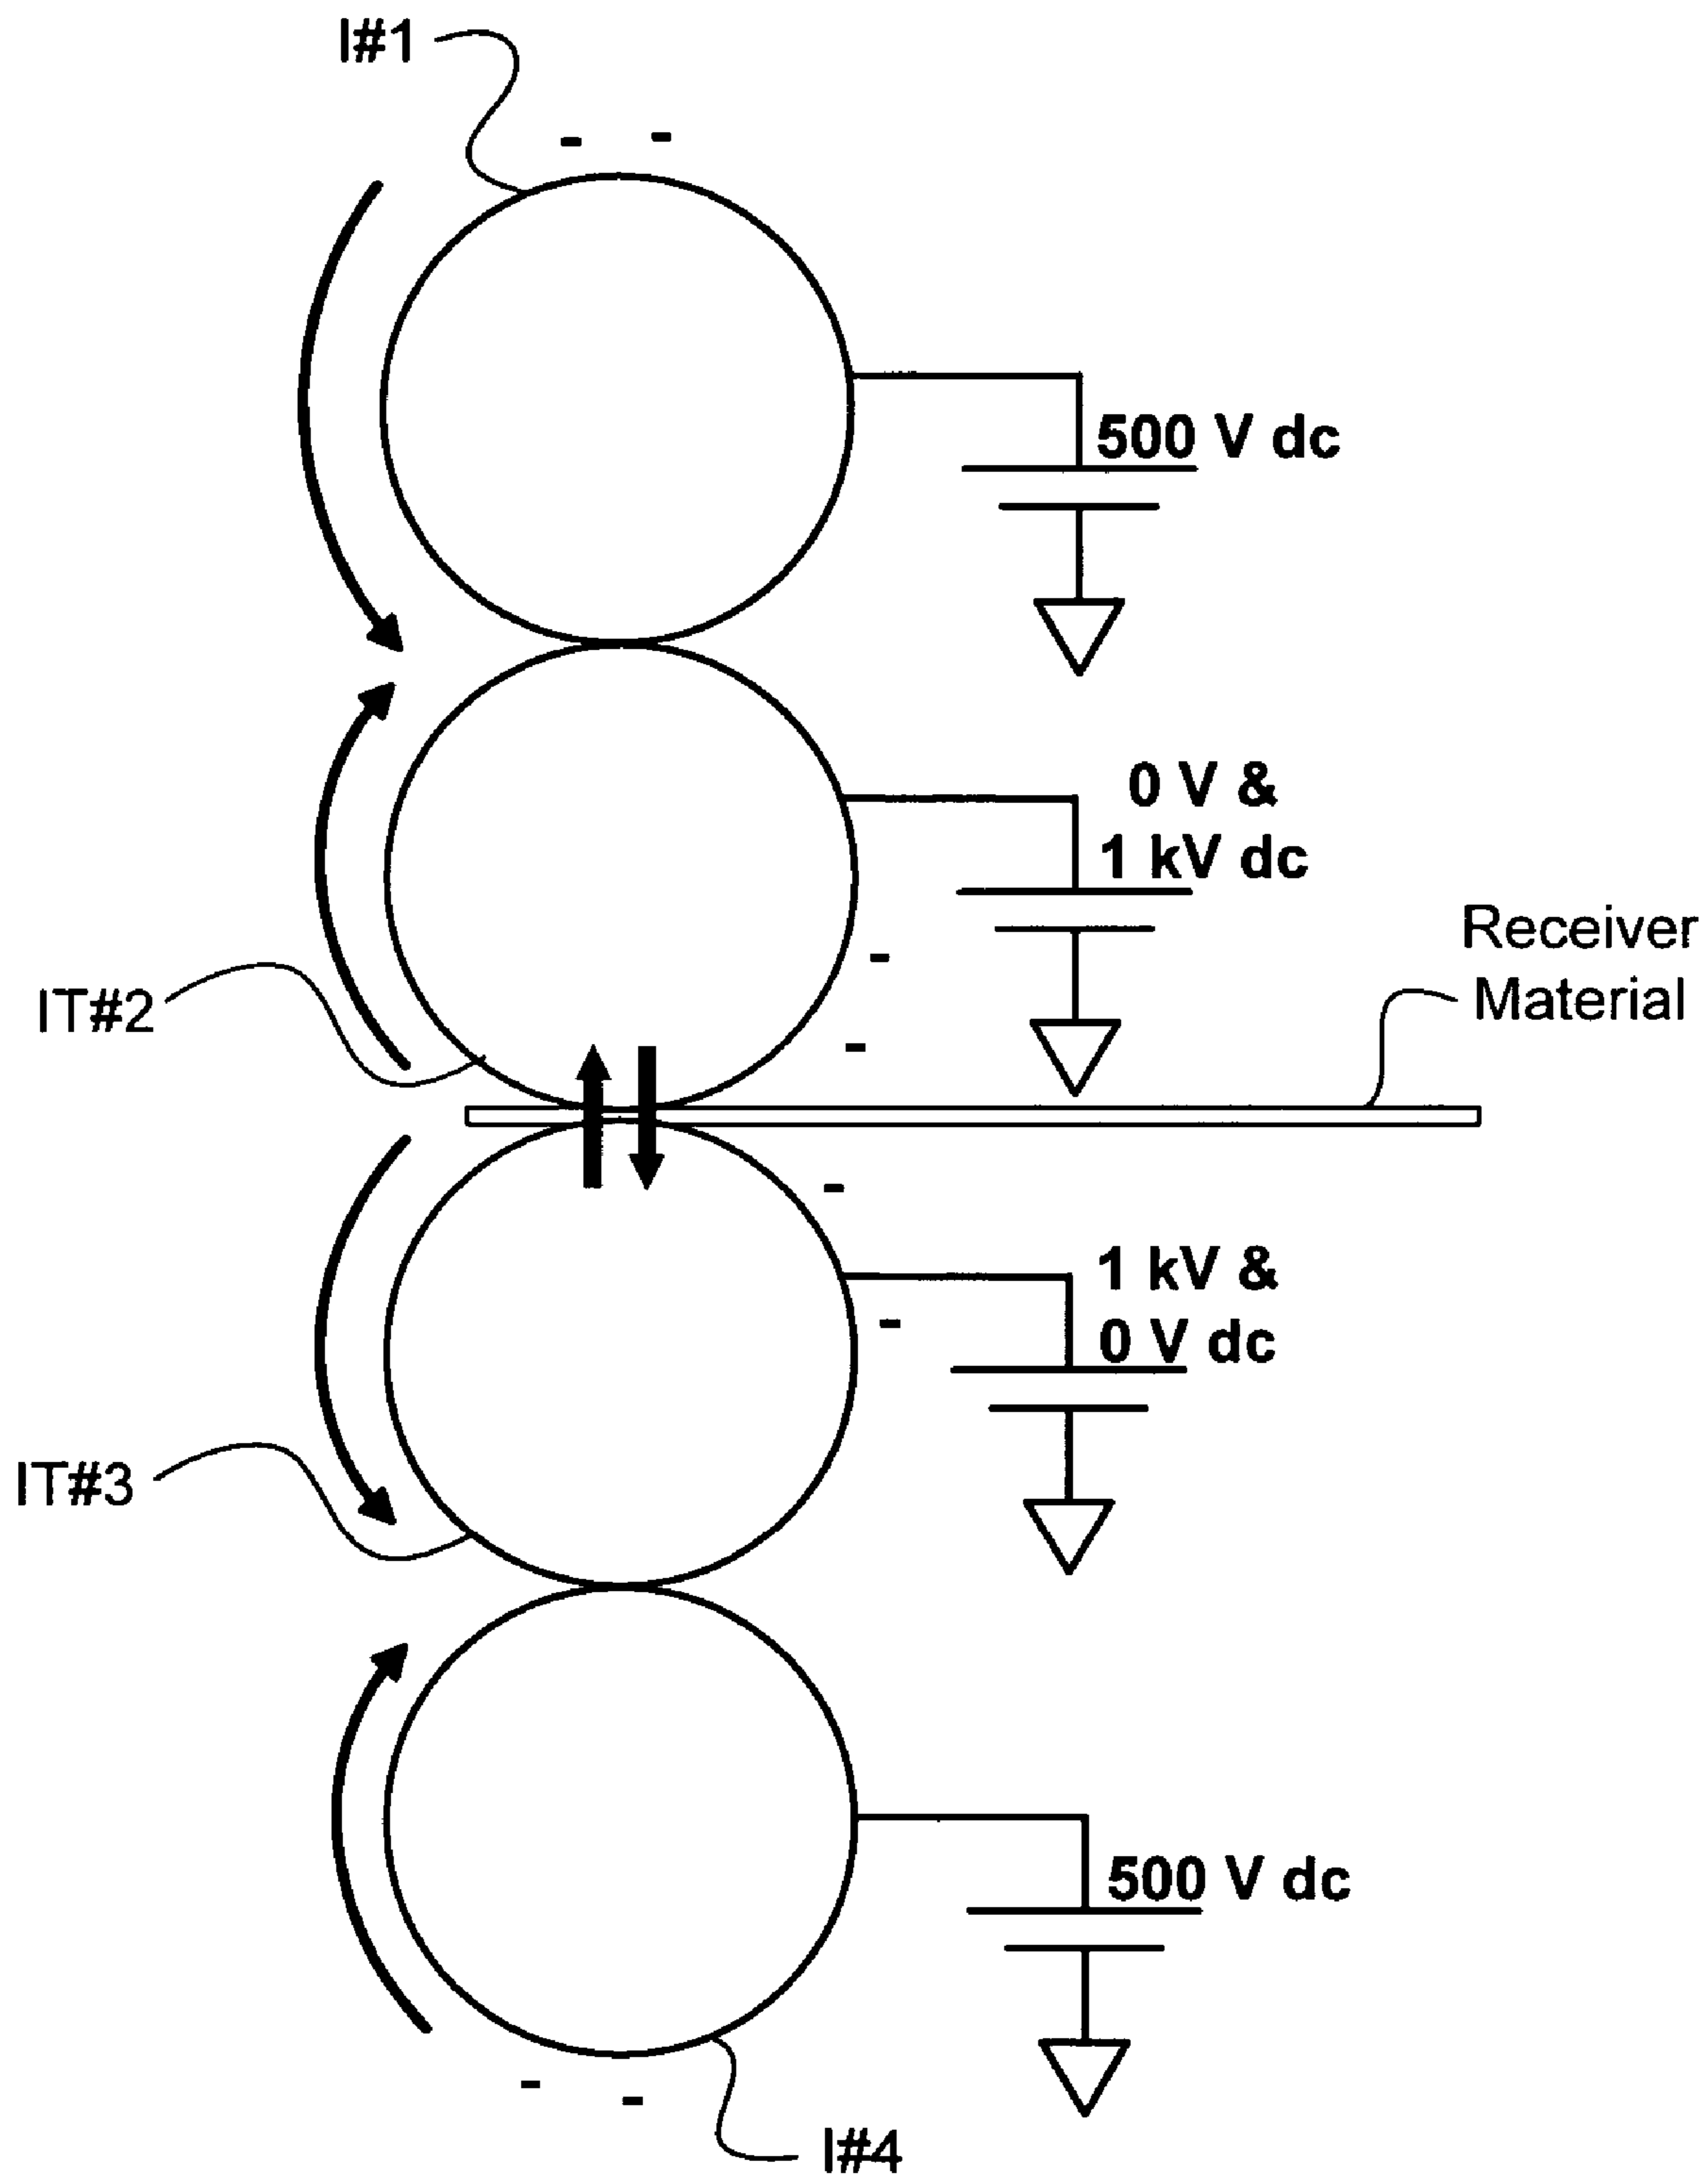 I#1
500 V dc
0 V &
1 kV dc
Receiver
Material
IT#2
1 kV &
0 V dc
IT#3
500 V dc
I#4